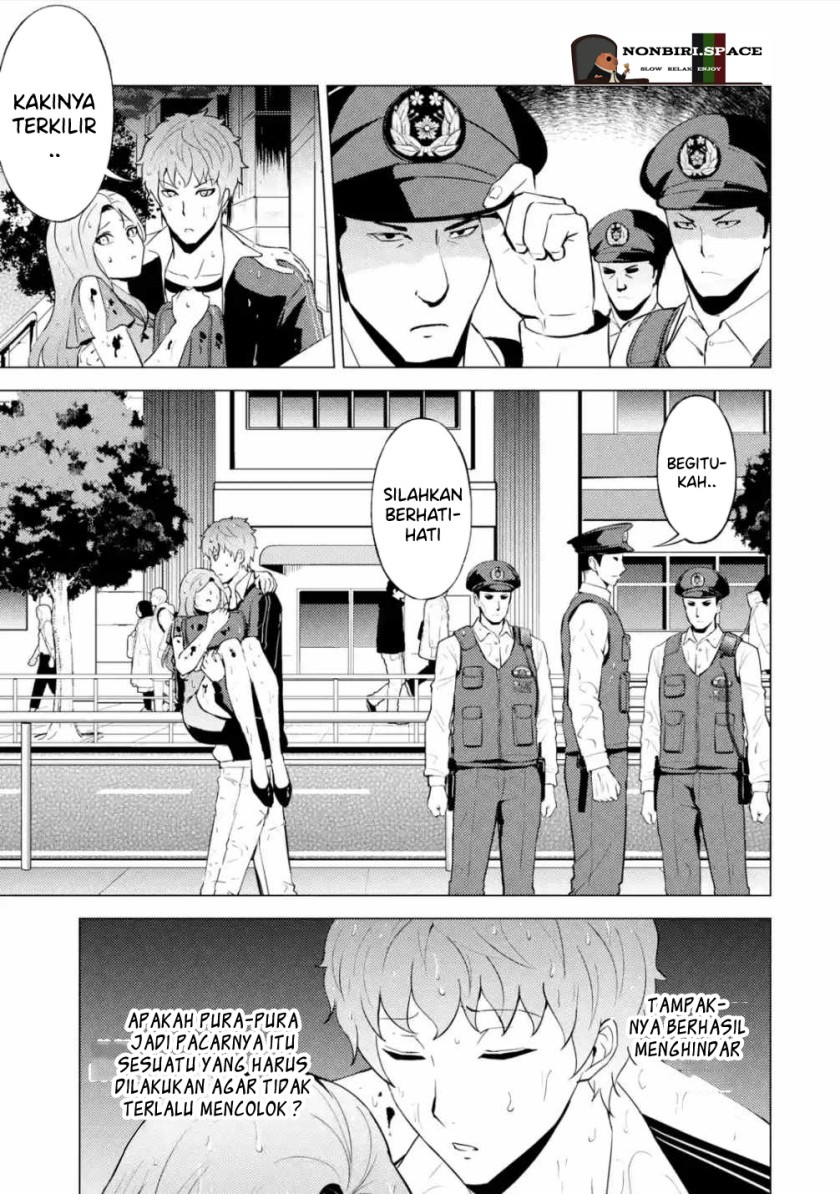 NONBIRI.SPACE
SLOW RELAX ENJOY
KAKINYA
TERKILIR
..
BEGITU-
KAH..
SILAHKAN
BERHATI-
HATI
TAMPAK-
NYA BERHASIL
MENGHINDAR
APAKAH PURA-PURA
JADI PACARNYA ITU
SESUATU YANG HARUS
DILAKUKAN AGAR TIDAK
TERLALU MENCOLOK ?